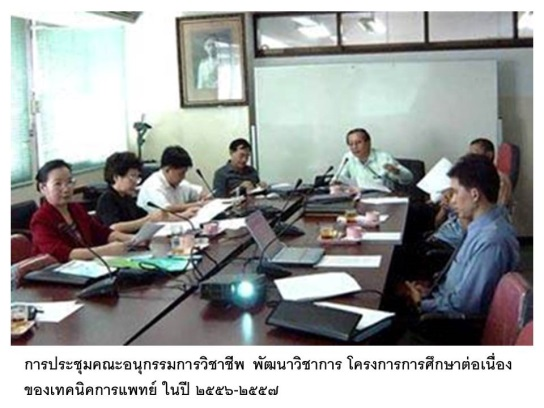 การประชุมคณะอนุกรรมการวิชาชีพ พัฒนาวิชาการ โครงการการศึกษาต่อเนื่อง
ของเทคนิคการแพทย์ ในปี ๒๕๕๖-๒๕๕๗